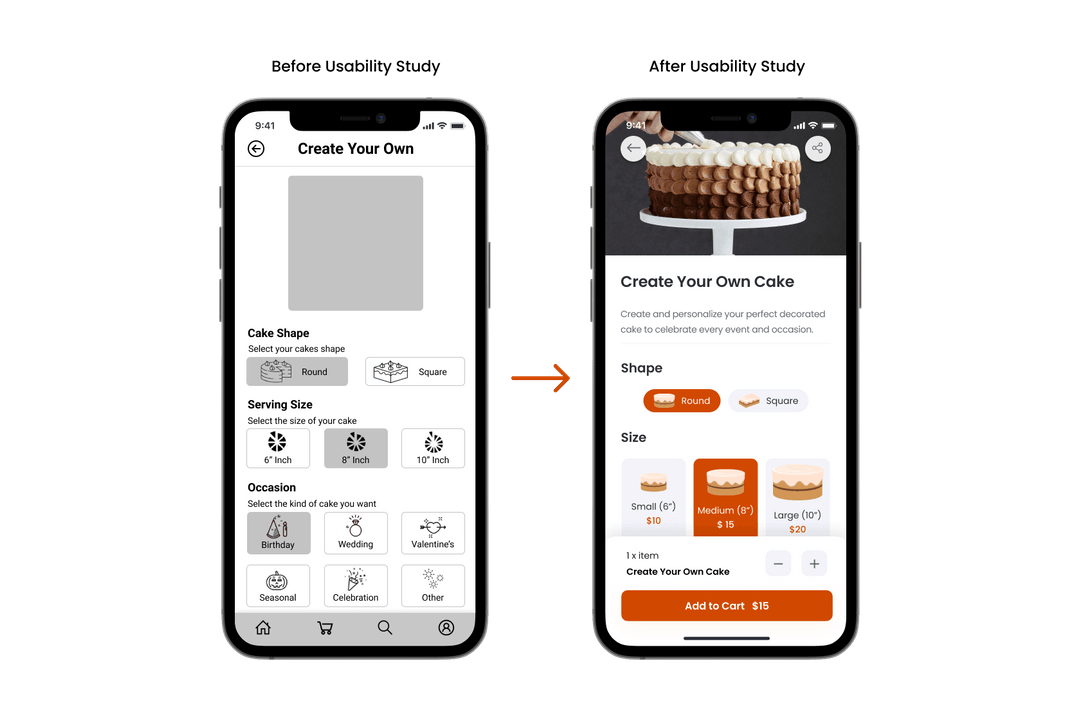 Before Usability Study
9:41
Create Your Own
Cake Shape
Select your cakes shape
Round
Square
Serving Size
Select the size of your cake
6” Inch
8” Inch
10” Inch
Occasion
Select the kind of cake you want
Birthday
Wedding
Valentine’s
Seasonal
Celebration
Other
After Usability Study
9:41
Create Your Own Cake
Create and personalize your perfect decorated
cake to celebrate every event and occasion.
Shape
Round
Square
Size
Small (6”)
$10
Medium (8”)
$ 15
Large (10”)
$20
1 x item
Create Your Own Cake
Add to Cart $15